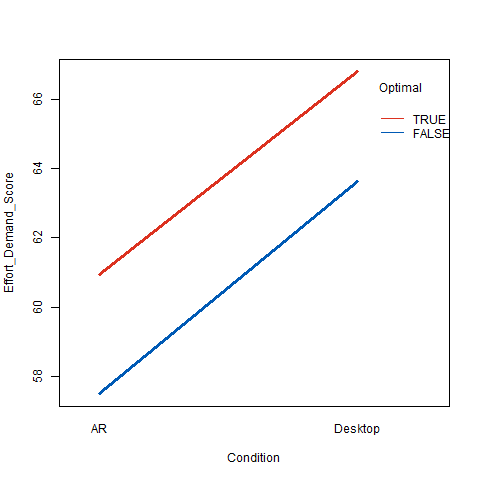 Optimal
TRUE
FALSE
Effort_Demand_Score
66
64
62
60
58
AR
Desktop
Condition